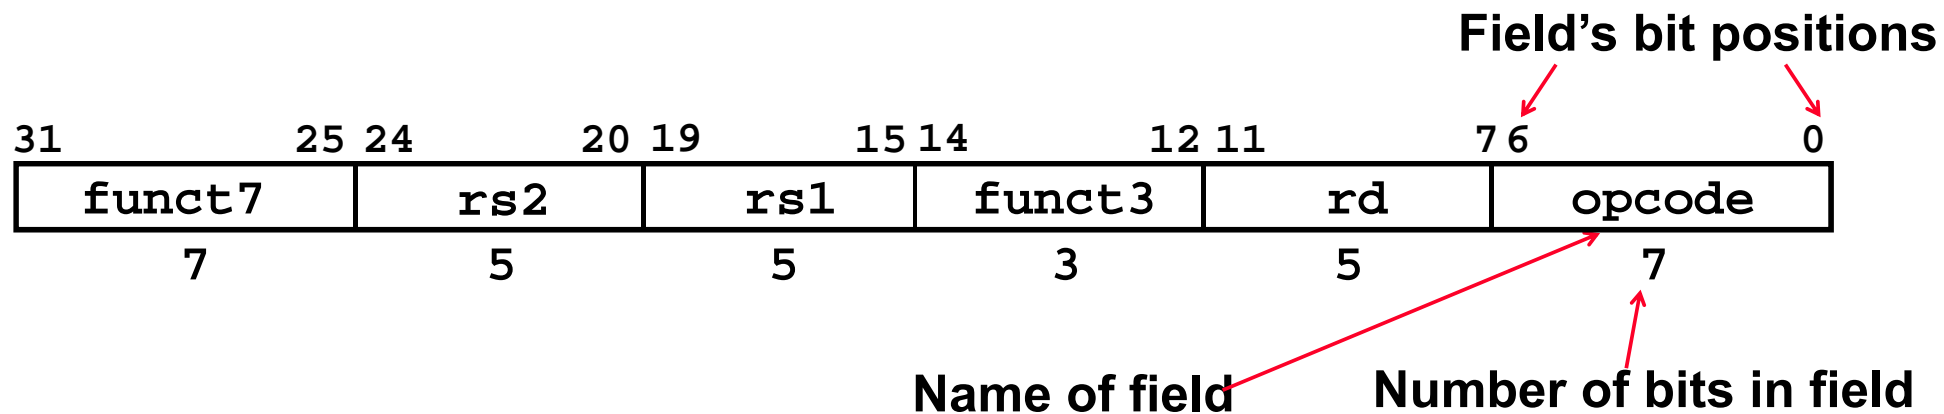 Field’s bit positions
31 25 24 20 19 15 14 12 11 7 6 0
funct7 rs2 rs1 funct3 rd opcode
7 5 5 3 5 7
Name of field Number of bits in field